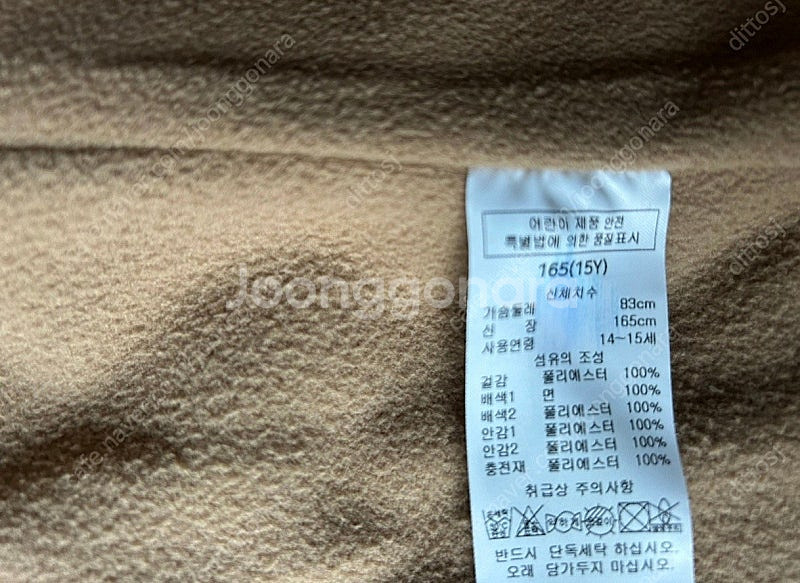 어린이 제품 안전
특별법에 의한 품질표시
165(15Y)
신체치수
가슴둘레 83cm
신 장 165cm
사용연령 14~15세
섬유의 조성
겉감 폴리에스터 100%
배색1 면 100%
배색2 폴리에스터 100%
안감1 폴리에스터 100%
안감2 폴리에스터 100%
충전재 폴리에스터 100%
취급상 주의사항
반드시 단독세탁 하십시오.
오래 담가두지 마십시오.
Joonggonara
dittosj